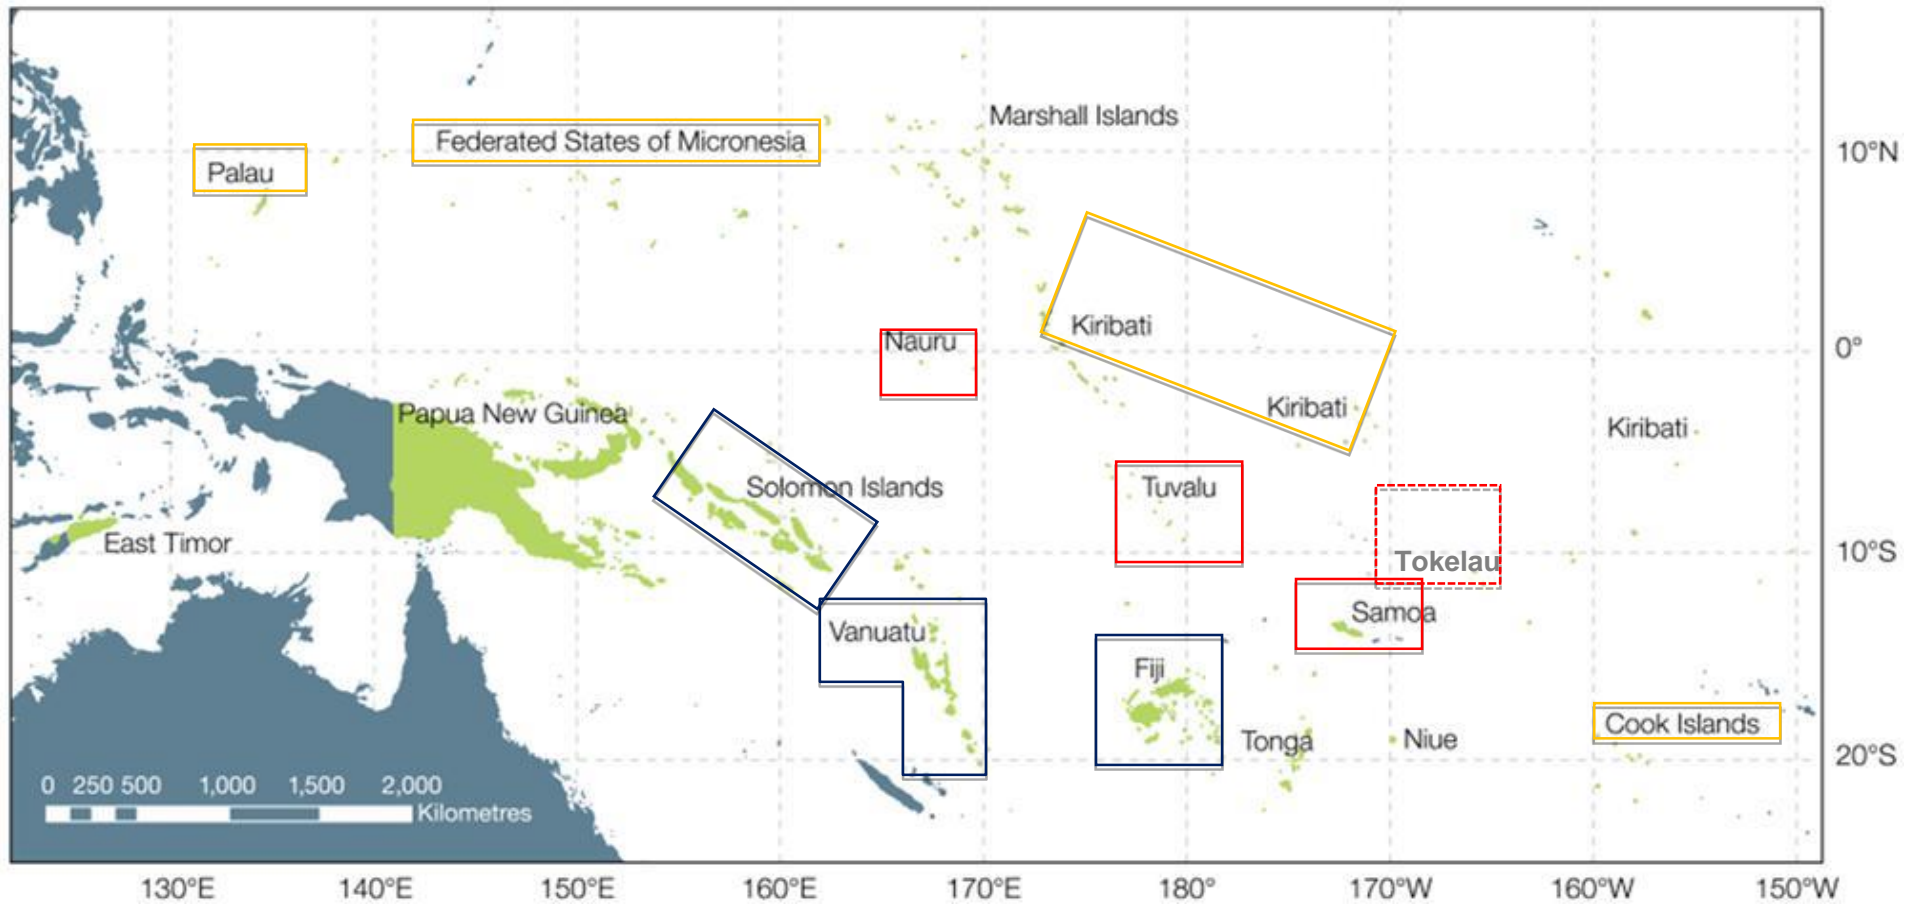 Marshall Islands
Federated States of Micronesia
10°N
Palau
Kiribati
Nauru
0°
Kiribati
Papua New Guinea
Kiribati
Solomon Islands
Tuvalu
East Timor
Tokelau
10°S
Samoa
Vanuatu
Fiji
Cook Islands
Tonga
Niue
20°S
0 250 500 1,000 1,500 2,000
Kilometres
130°E 140°E 150°E 160°E 170°E 180° 170°W 160°W 150°W